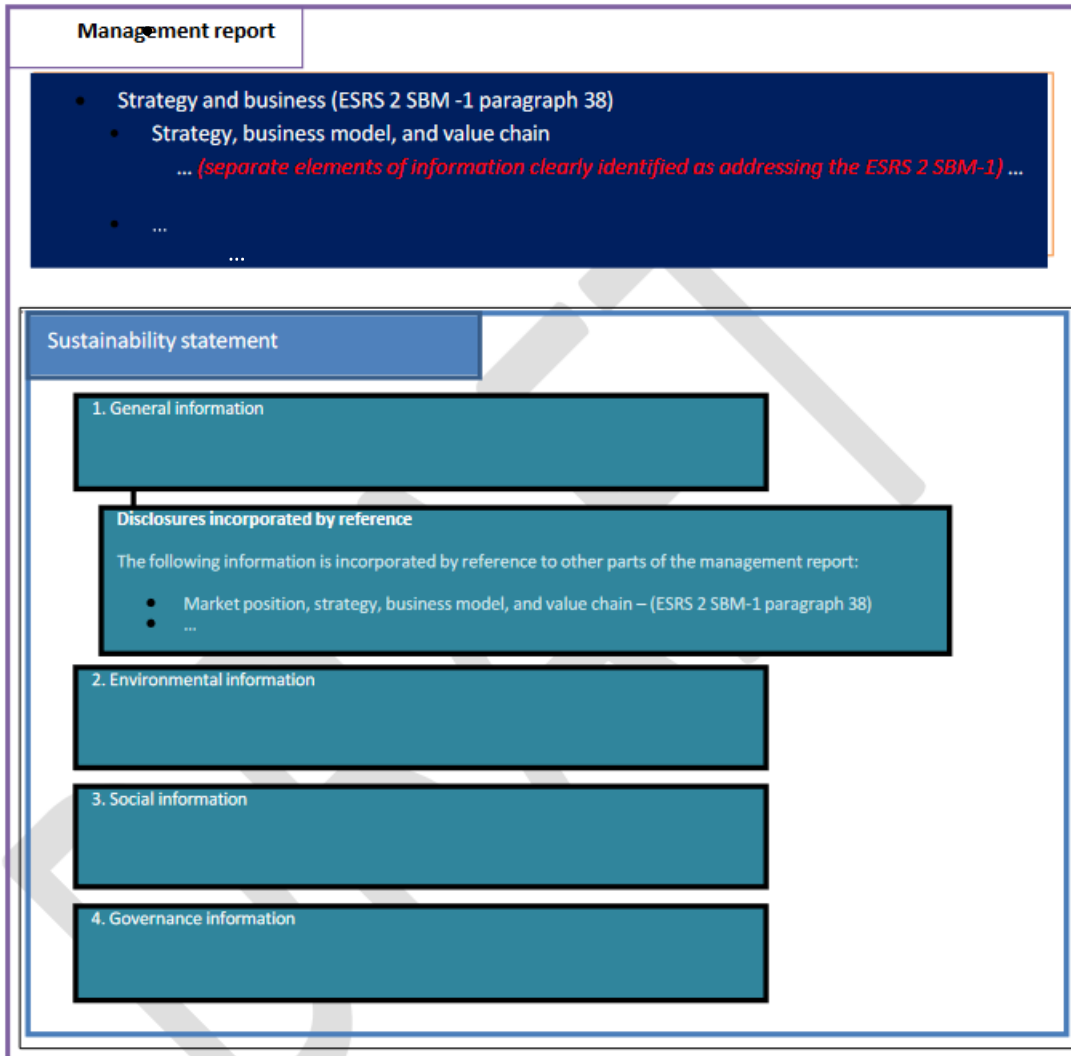 Management report
• Strategy and business (ESRS 2 SBM -1 paragraph 38)
• Strategy, business model, and value chain
... (separate elements of information clearly identified as addressing the ESRS 2 SBM-1) ...
• ...
...
Sustainability statement
1. General information
Disclosures incorporated by reference
The following information is incorporated by reference to other parts of the management report:
• Market position, strategy, business model, and value chain – (ESRS 2 SBM-1 paragraph 38)
• ...
2. Environmental information
3. Social information
4. Governance information